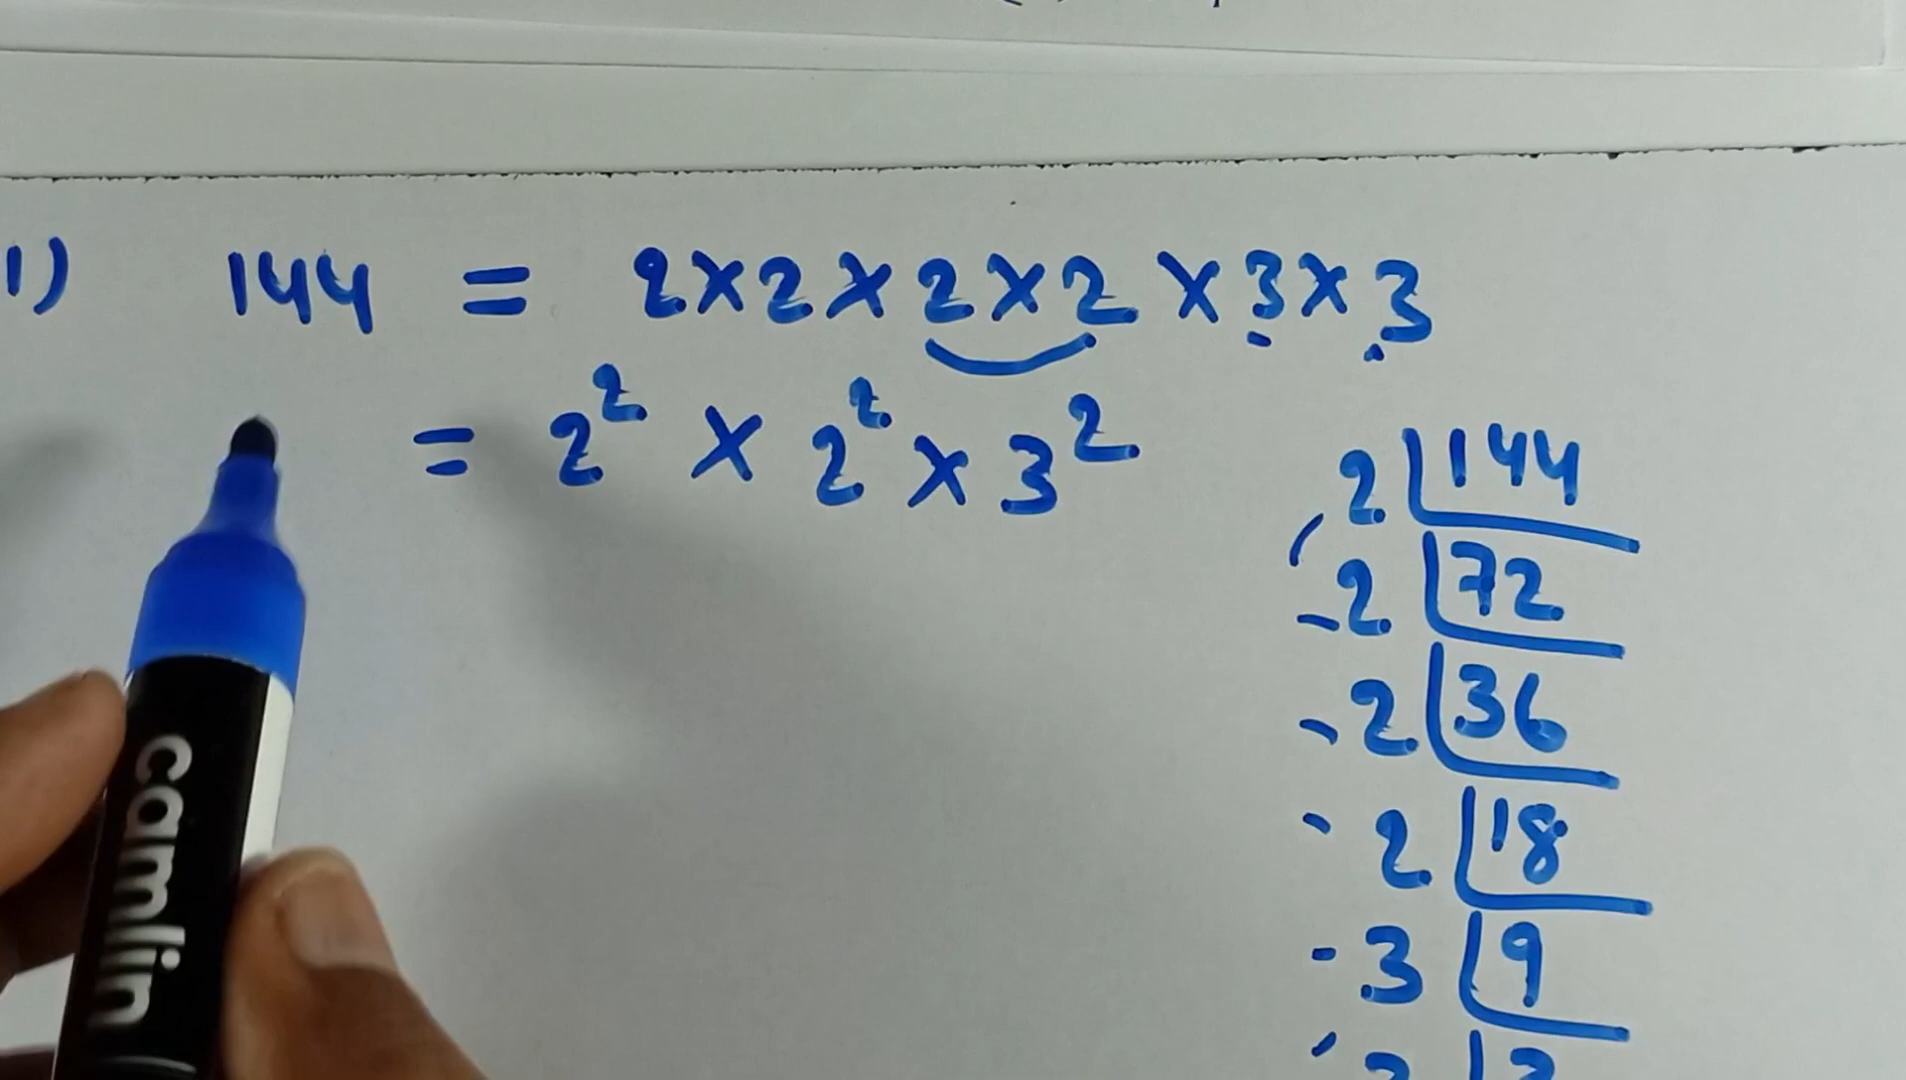 1) 144 = 2×2×2×2×3×3
= 2² × 2² × 3²
2 | 144
2 | 72
2 | 36
2 | 18
3 | 9
camlin